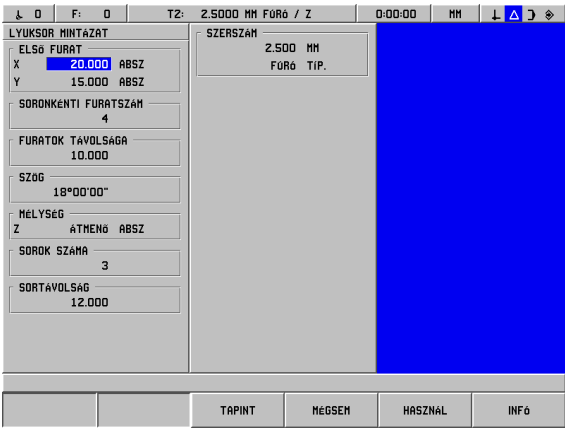 0 F: 0 T2: 2.5000 MM FúRó / Z 0:00:00 MM
LYUKSOR MINTÁZAT
ELSő FURAT
X 20.000 ABSZ
Y 15.000 ABSZ
SORONKéNTI FURATSZáM
4
FURATOK TáVOLSáGA
10.000
SZöG
18°00'00"
MéLYSéG
Z áTMENő ABSZ
SOROK SZáMA
3
SORTáVOLSáG
12.000
SZERSZáM
2.500 MM
FúRó TíP.
TAPINT MéGSEM HASZNáL INFó